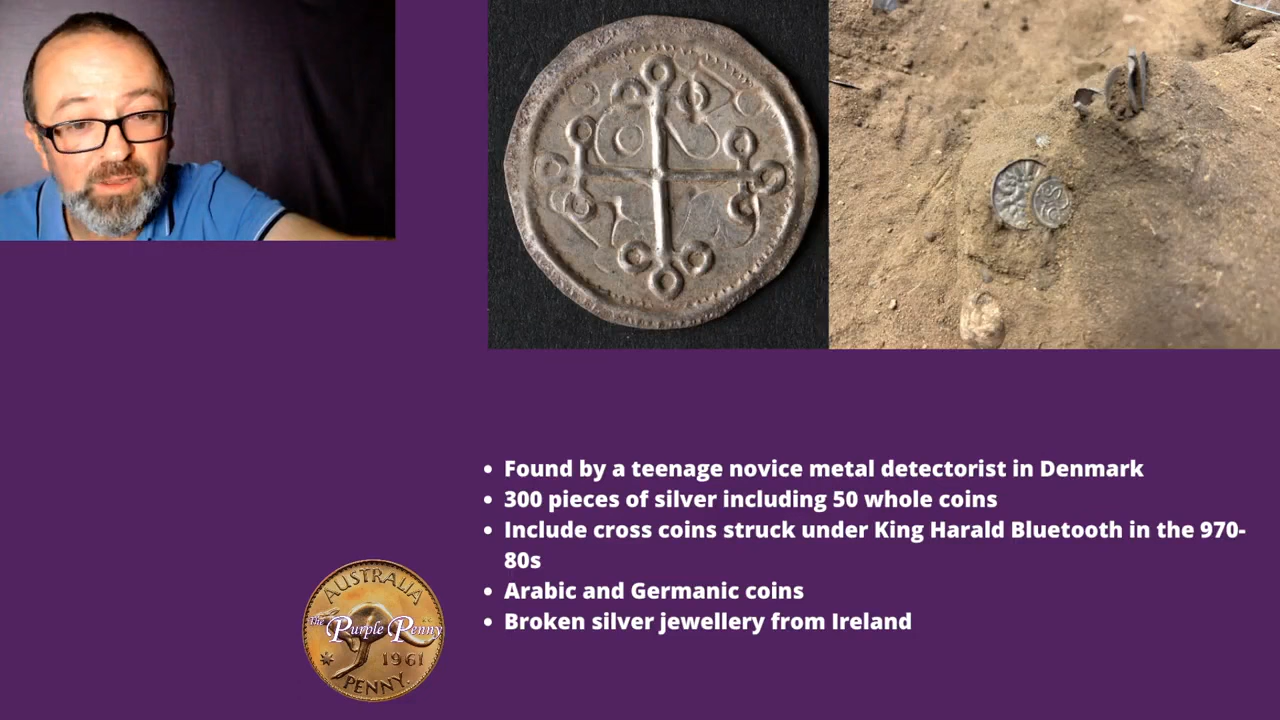 • Found by a teenage novice metal detectorist in Denmark
• 300 pieces of silver including 50 whole coins
• Include cross coins struck under King Harald Bluetooth in the 970-
80s
• Arabic and Germanic coins
• Broken silver jewellery from Ireland
AUSTRALIA
The Purple Penny
1961
PENNY.